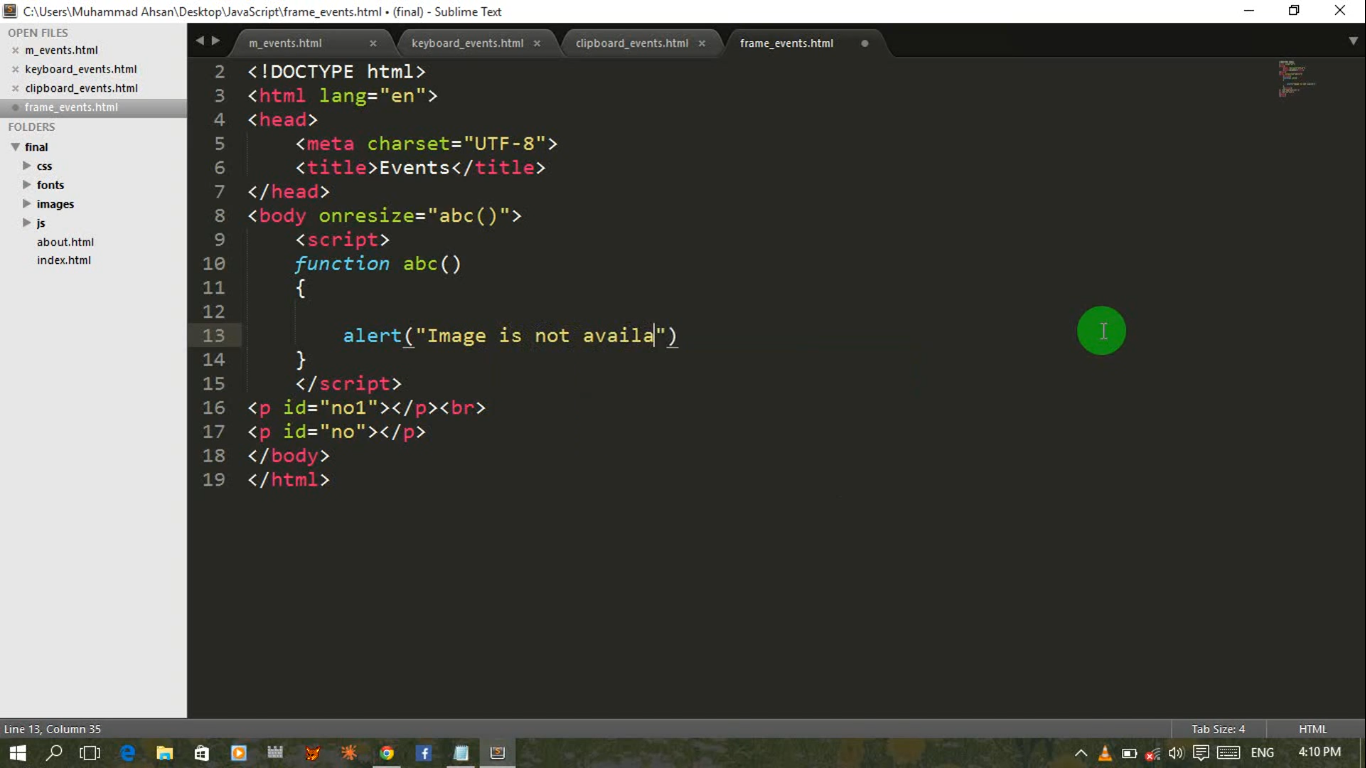 C:\Users\Muhammad Ahsan\Desktop\JavaScript\frame_events.html • (final) - Sublime Text
OPEN FILES
m_events.html
keyboard_events.html
clipboard_events.html
frame_events.html
FOLDERS
final
css
fonts
images
js
about.html
index.html
m_events.html keyboard_events.html clipboard_events.html frame_events.html
2 <!DOCTYPE html>
3 <html lang="en">
4 <head>
5 <meta charset="UTF-8">
6 <title>Events</title>
7 </head>
8 <body onresize="abc()">
9 <script>
10 function abc()
11 {
12
13 alert("Image is not availa")
14 }
15 </script>
16 <p id="no1"></p><br>
17 <p id="no"></p>
18 </body>
19 </html>
Line 13, Column 35 Tab Size: 4 HTML
ENG 4:10 PM